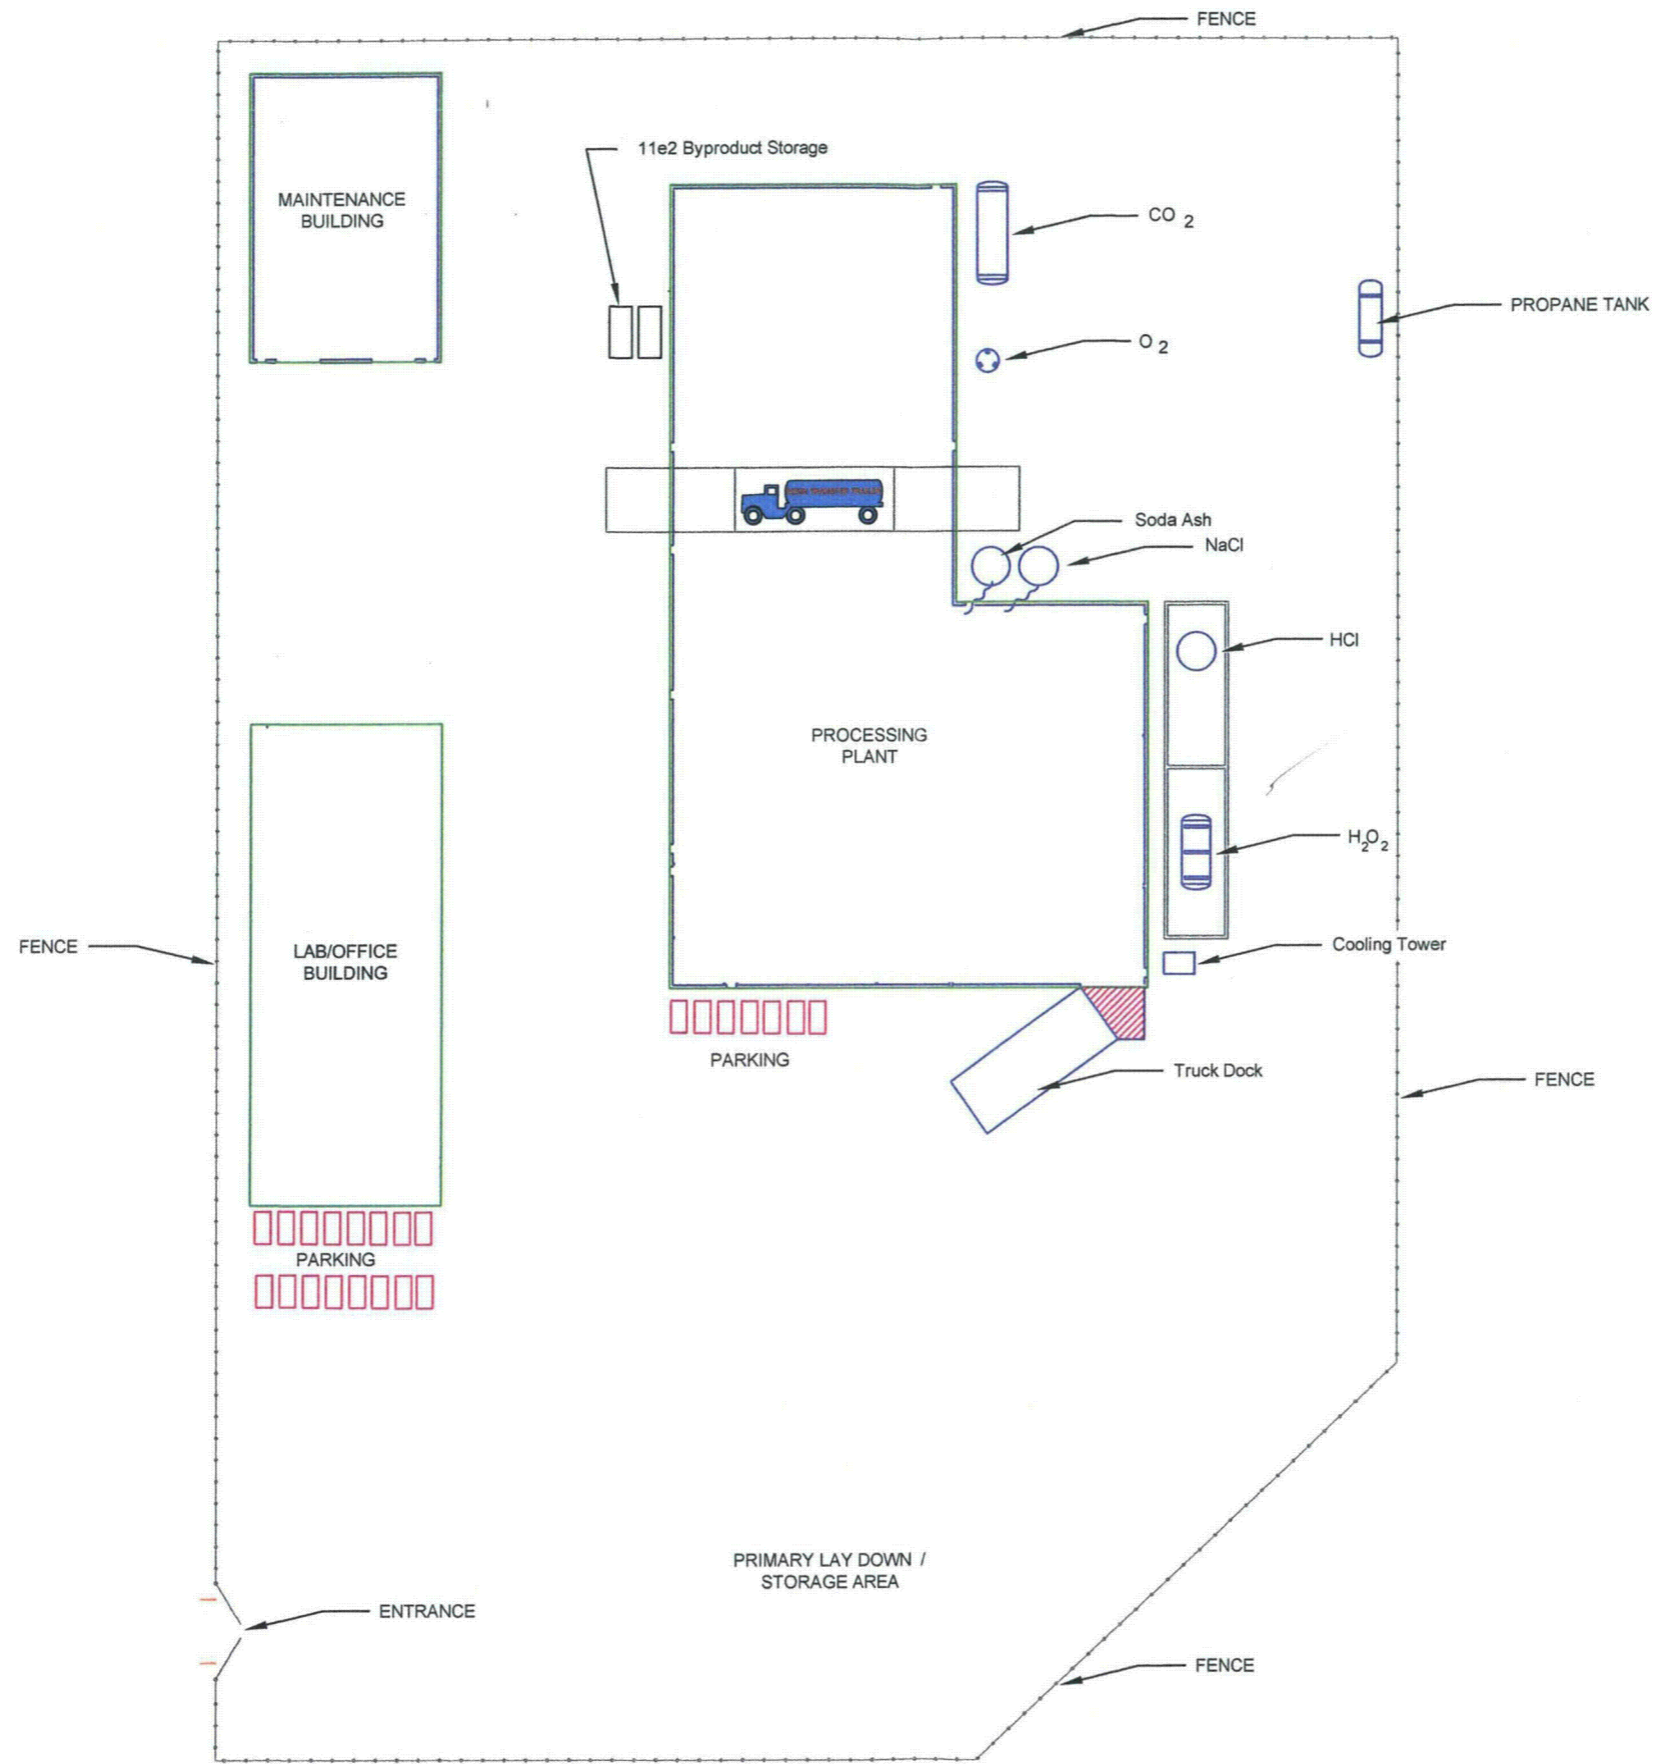 FENCE
11e2 Byproduct Storage
MAINTENANCE
BUILDING
CO 2
PROPANE TANK
O 2
Soda Ash
NaCl
HCl
PROCESSING
PLANT
H2O2
FENCE
LAB/OFFICE
BUILDING
Cooling Tower
PARKING
Truck Dock
FENCE
PARKING
PRIMARY LAY DOWN /
STORAGE AREA
ENTRANCE
FENCE